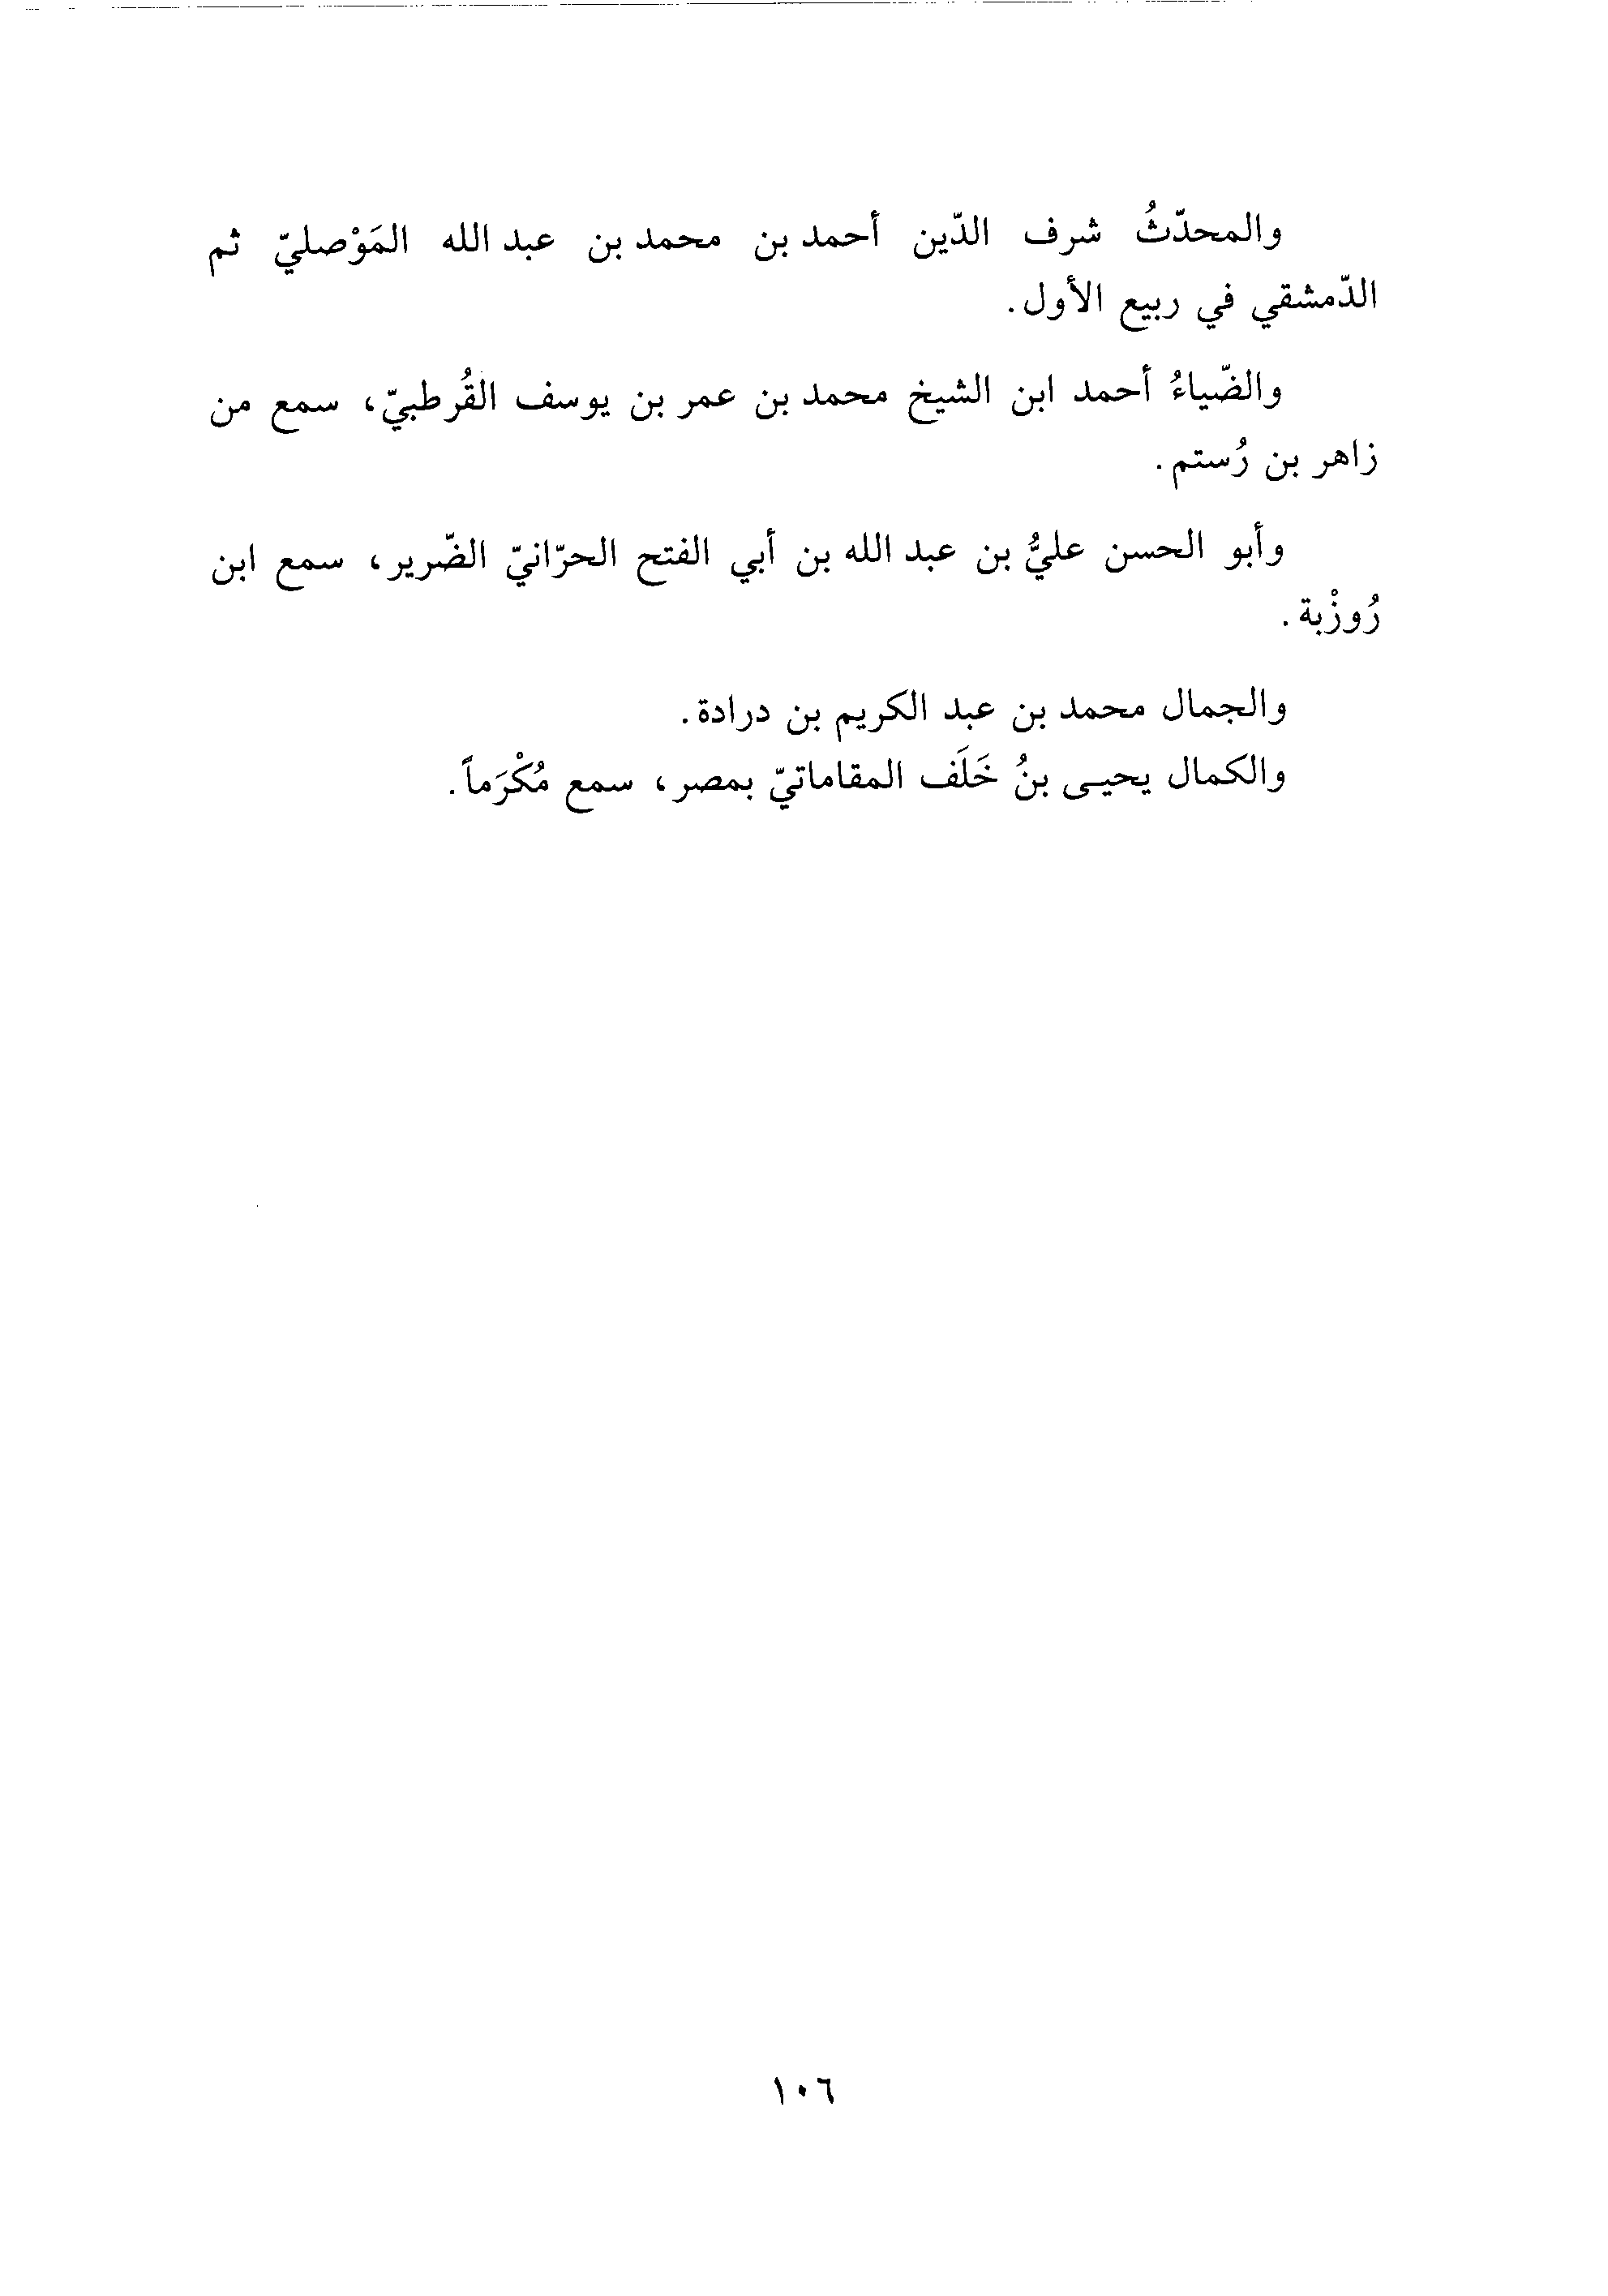 والمحدّثُ شرف الدّين أحمد بن محمد بن عبد الله المَوْصليّ ثم
الدّمشقي في ربيع الأول.
والضّياءُ أحمد ابن الشيخ محمد بن عمر بن يوسف القُرطبيّ، سمع من
زاهر بن رُستم.
وأبو الحسن عليُّ بن عبد الله بن أبي الفتح الحرّانيّ الضّرير، سمع ابن
رُوزْبة.
والجمال محمد بن عبد الكريم بن درادة.
والكمال يحيـى بنُ خَلَف المقاماتيّ بمصر، سمع مُكْرَماً.
١٠٦